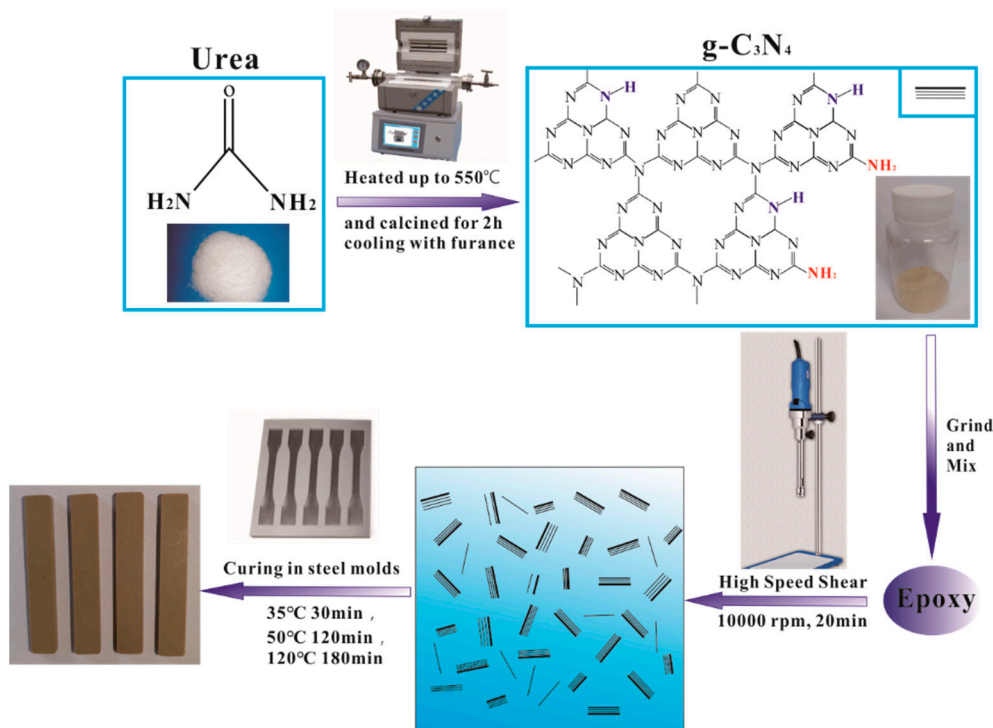 Urea
g-C₃N₄
O
H₂N
NH₂
Heated up to 550℃
and calcined for 2h
cooling with furance
N N H N N N N H
N N N N N N N N N
N N N N N N N N N NH₂
N N
N N N N H
N N N N N N
N N N N N N NH₂
N N
Grind
and
Mix
Epoxy
High Speed Shear
10000 rpm, 20min
Curing in steel molds
35℃ 30min ,
50℃ 120min ,
120℃ 180min